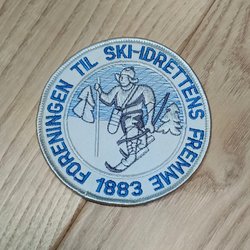 FORENINGEN TIL SKI-IDRETTENS FREMME
1883